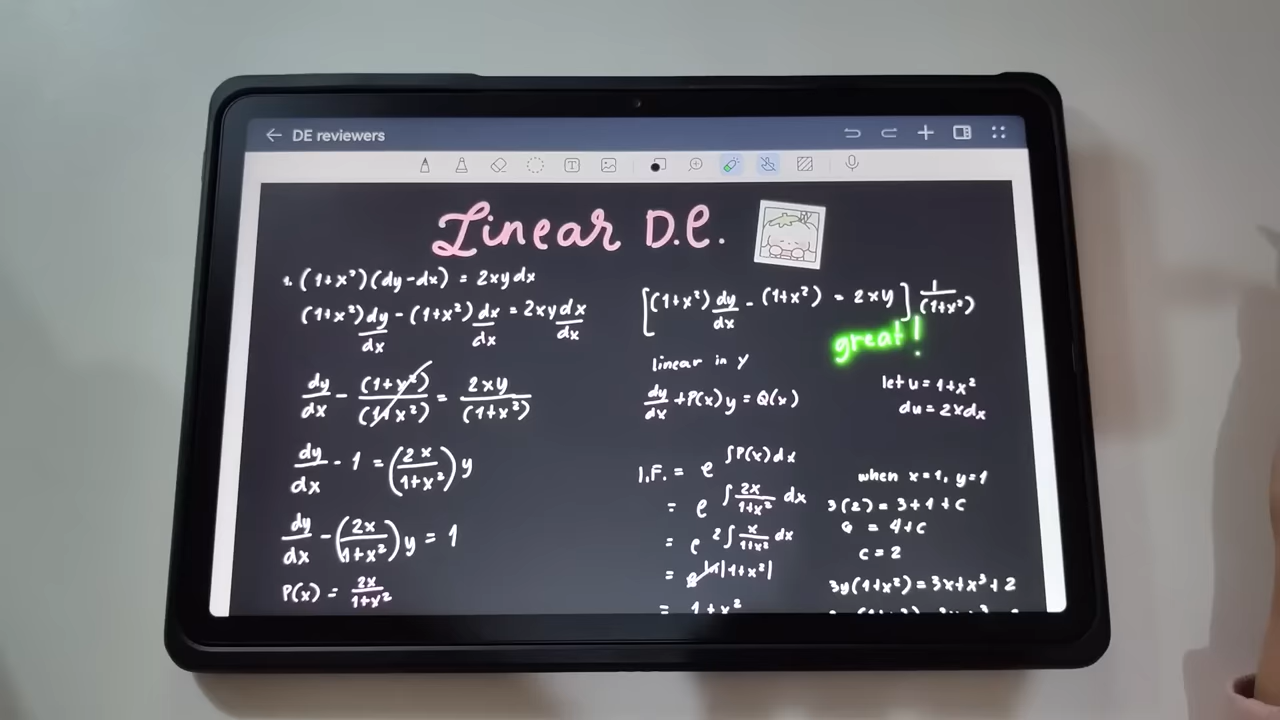 DE reviewers
Linear D.E.
1. (1+x²)(dy-dx) = 2xydx
(1+x²)dy/dx - (1+x²)dx/dx = 2xydx/dx
dy/dx - (1+x²)/(1+x²) = 2xy/(1+x²)
dy/dx - 1 = (2x/1+x²)y
dy/dx - (2x/1+x²)y = 1
P(x) = 2x/1+x²
[(1+x²)dy/dx - (1+x²) = 2xy] 1/(1+x²)
great!
linear in y
dy/dx + P(x)y = Q(x)
let u = 1+x²
du = 2xdx
I.F. = e^∫P(x)dx
= e^∫2x/1+x² dx
= e^2∫x/1+x² dx
= e^ln|1+x²|
= 1+x²
when x=1, y=1
3(2) = 3+1+c
6 = 4+c
c = 2
3y(1+x²) = 3x+x³+2